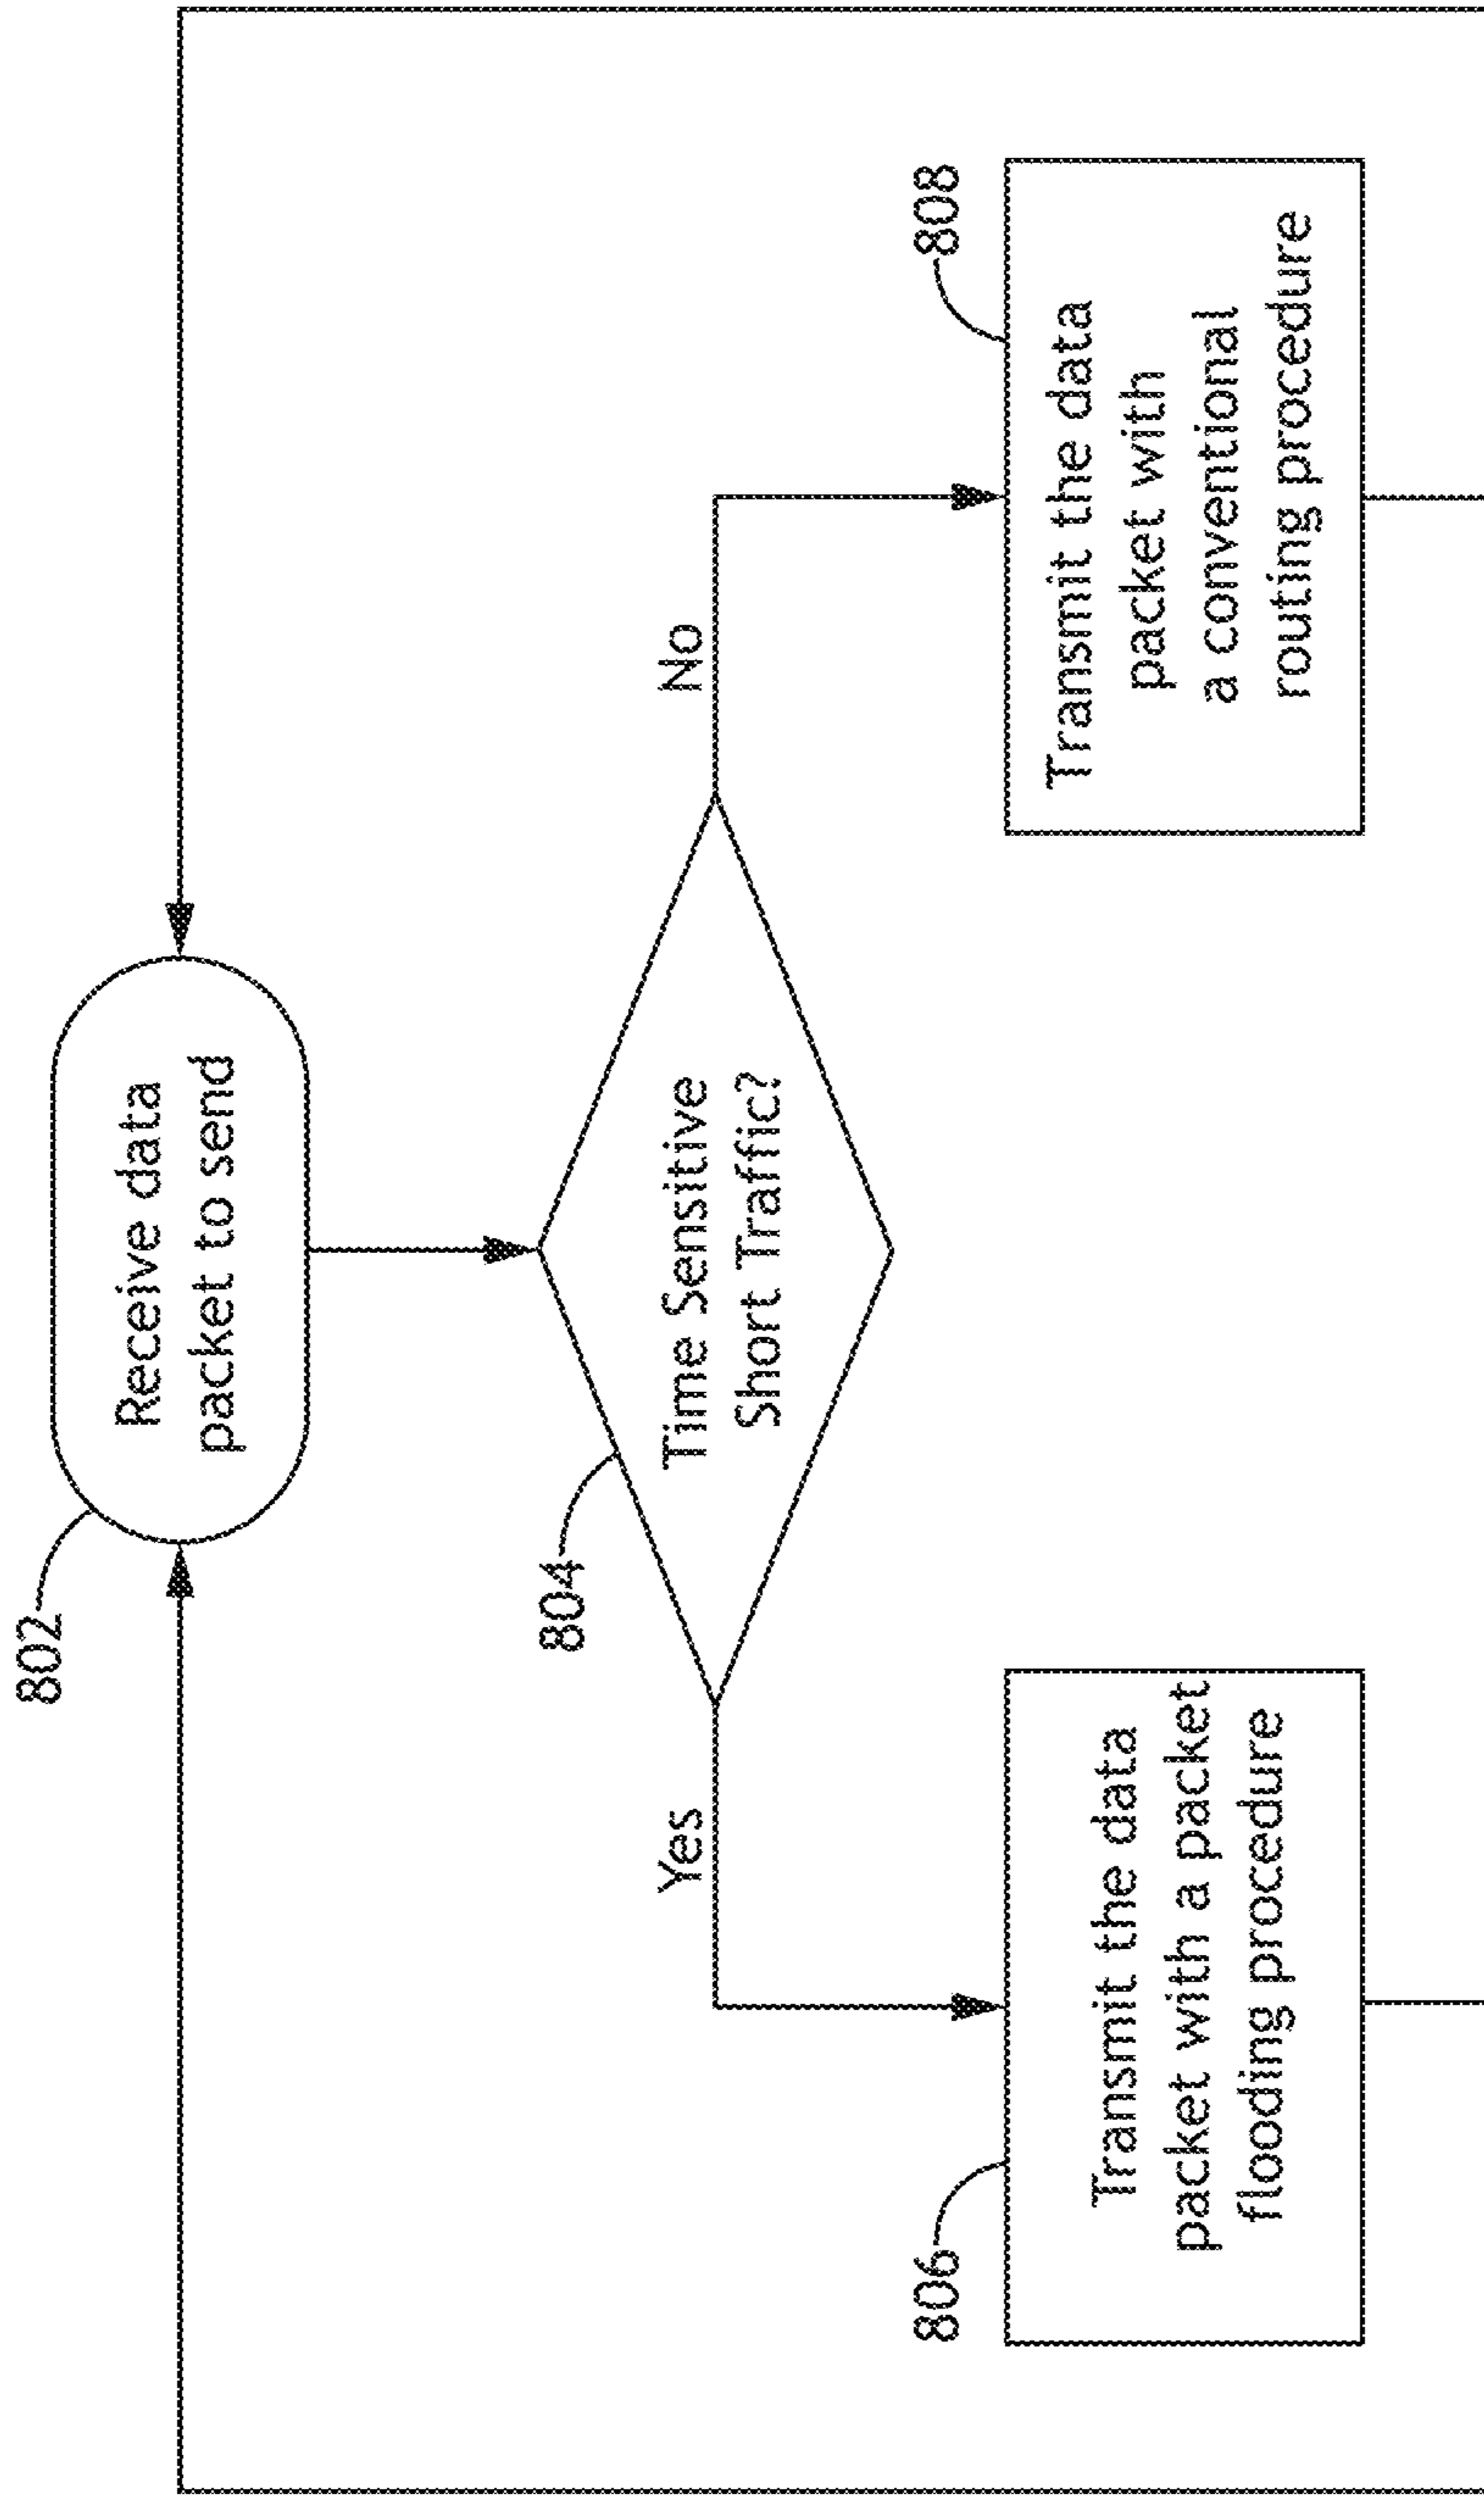 802
Receive data
packet to send
804
Time Sensitive
Short Traffic?
Yes
No
806
Transmit the data
packet with a packet
flooding procedure
808
Transmit the data
packet with
a conventional
routing procedure